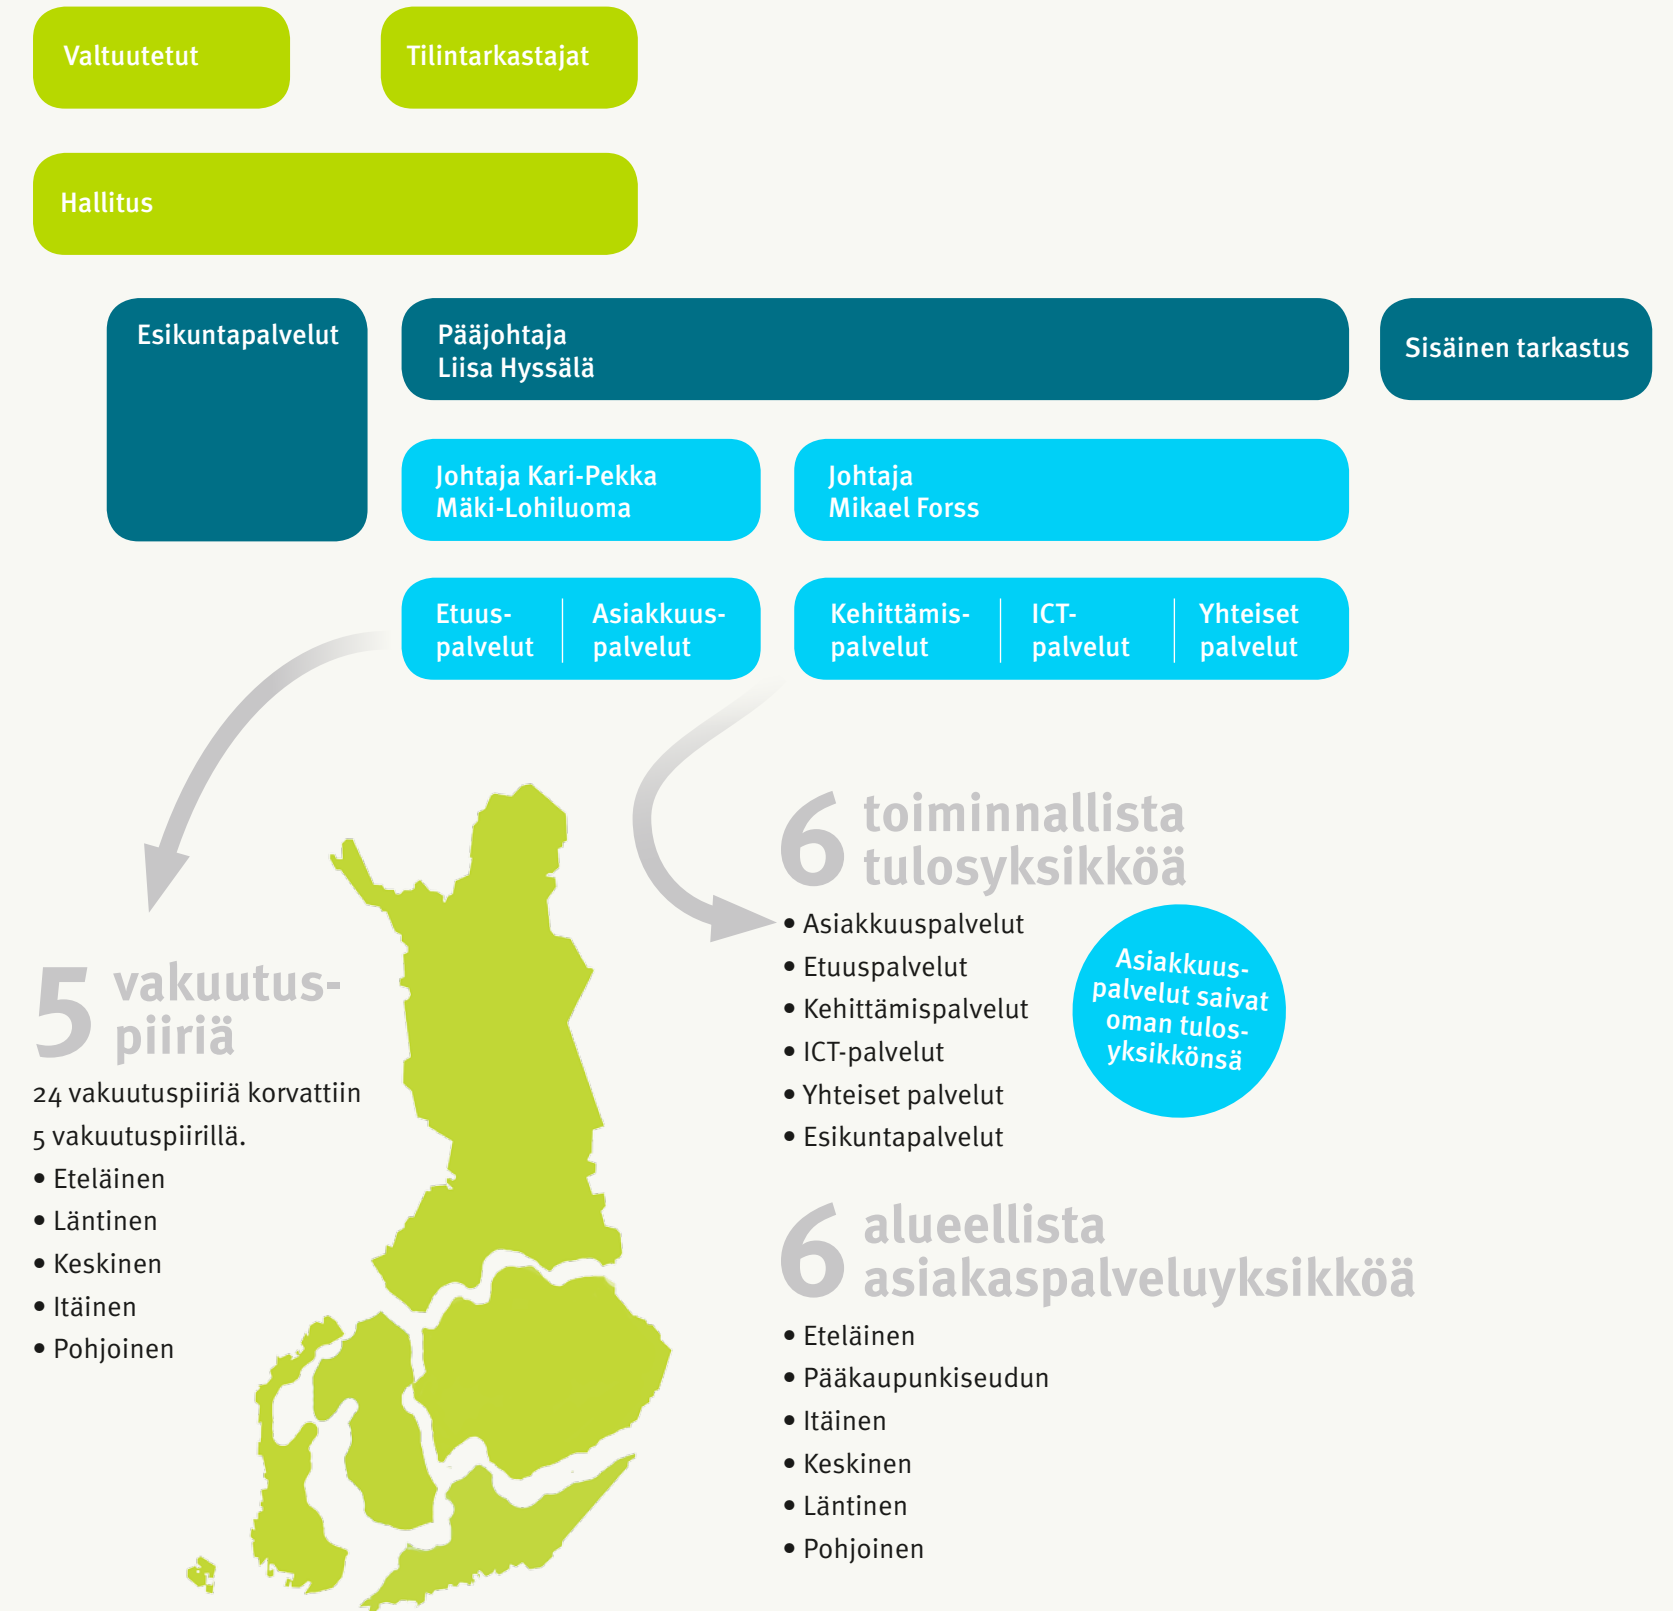 Valtuutetut
Tilintarkastajat
Hallitus
Esikuntapalvelut
Pääjohtaja
Liisa Hyssälä
Sisäinen tarkastus
Johtaja Kari-Pekka
Mäki-Lohiluoma
Johtaja
Mikael Forss
Etuus-
palvelut
Asiakkuus-
palvelut
Kehittämis-
palvelut
ICT-
palvelut
Yhteiset
palvelut
5 vakuutus-
piiriä
24 vakuutuspiiriä korvattiin
5 vakuutuspiirillä.
• Eteläinen
• Läntinen
• Keskinen
• Itäinen
• Pohjoinen
6 toiminnallista
tulosyksikköä
• Asiakkuuspalvelut
• Etuuspalvelut
• Kehittämispalvelut
• ICT-palvelut
• Yhteiset palvelut
• Esikuntapalvelut
Asiakkuus-
palvelut saivat
oman tulos-
yksikkönsä
6 alueellista
asiakaspalveluyksikköä
• Eteläinen
• Pääkaupunkiseudun
• Itäinen
• Keskinen
• Läntinen
• Pohjoinen